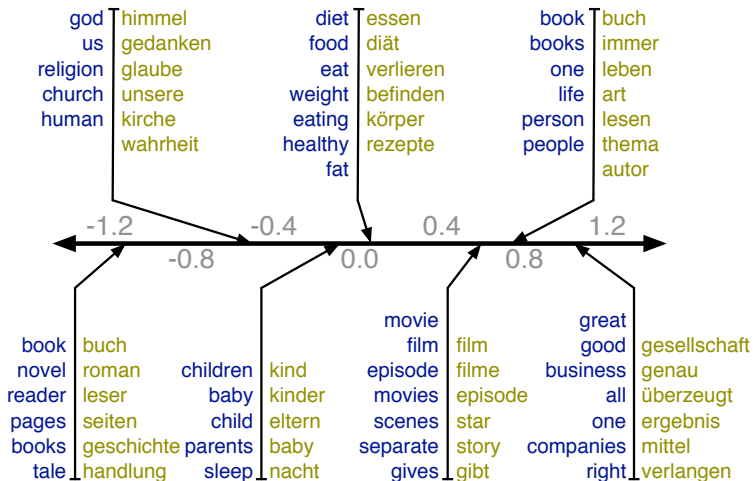 god himmel
us gedanken
religion glaube
church unsere
human kirche
wahrheit
diet essen
food diät
eat verlieren
weight befinden
eating körper
healthy rezepte
fat
book buch
books immer
one leben
life art
person lesen
people thema
autor
-1.2 -0.4 0.4 1.2
-0.8 0.0 0.8
book buch
novel roman
reader leser
pages seiten
books geschichte
tale handlung
children kind
baby kinder
child eltern
parents baby
sleep nacht
movie
film film
episode filme
movies episode
scenes star
separate story
gives gibt
great
good gesellschaft
business genau
all überzeugt
one ergebnis
companies mittel
right verlangen